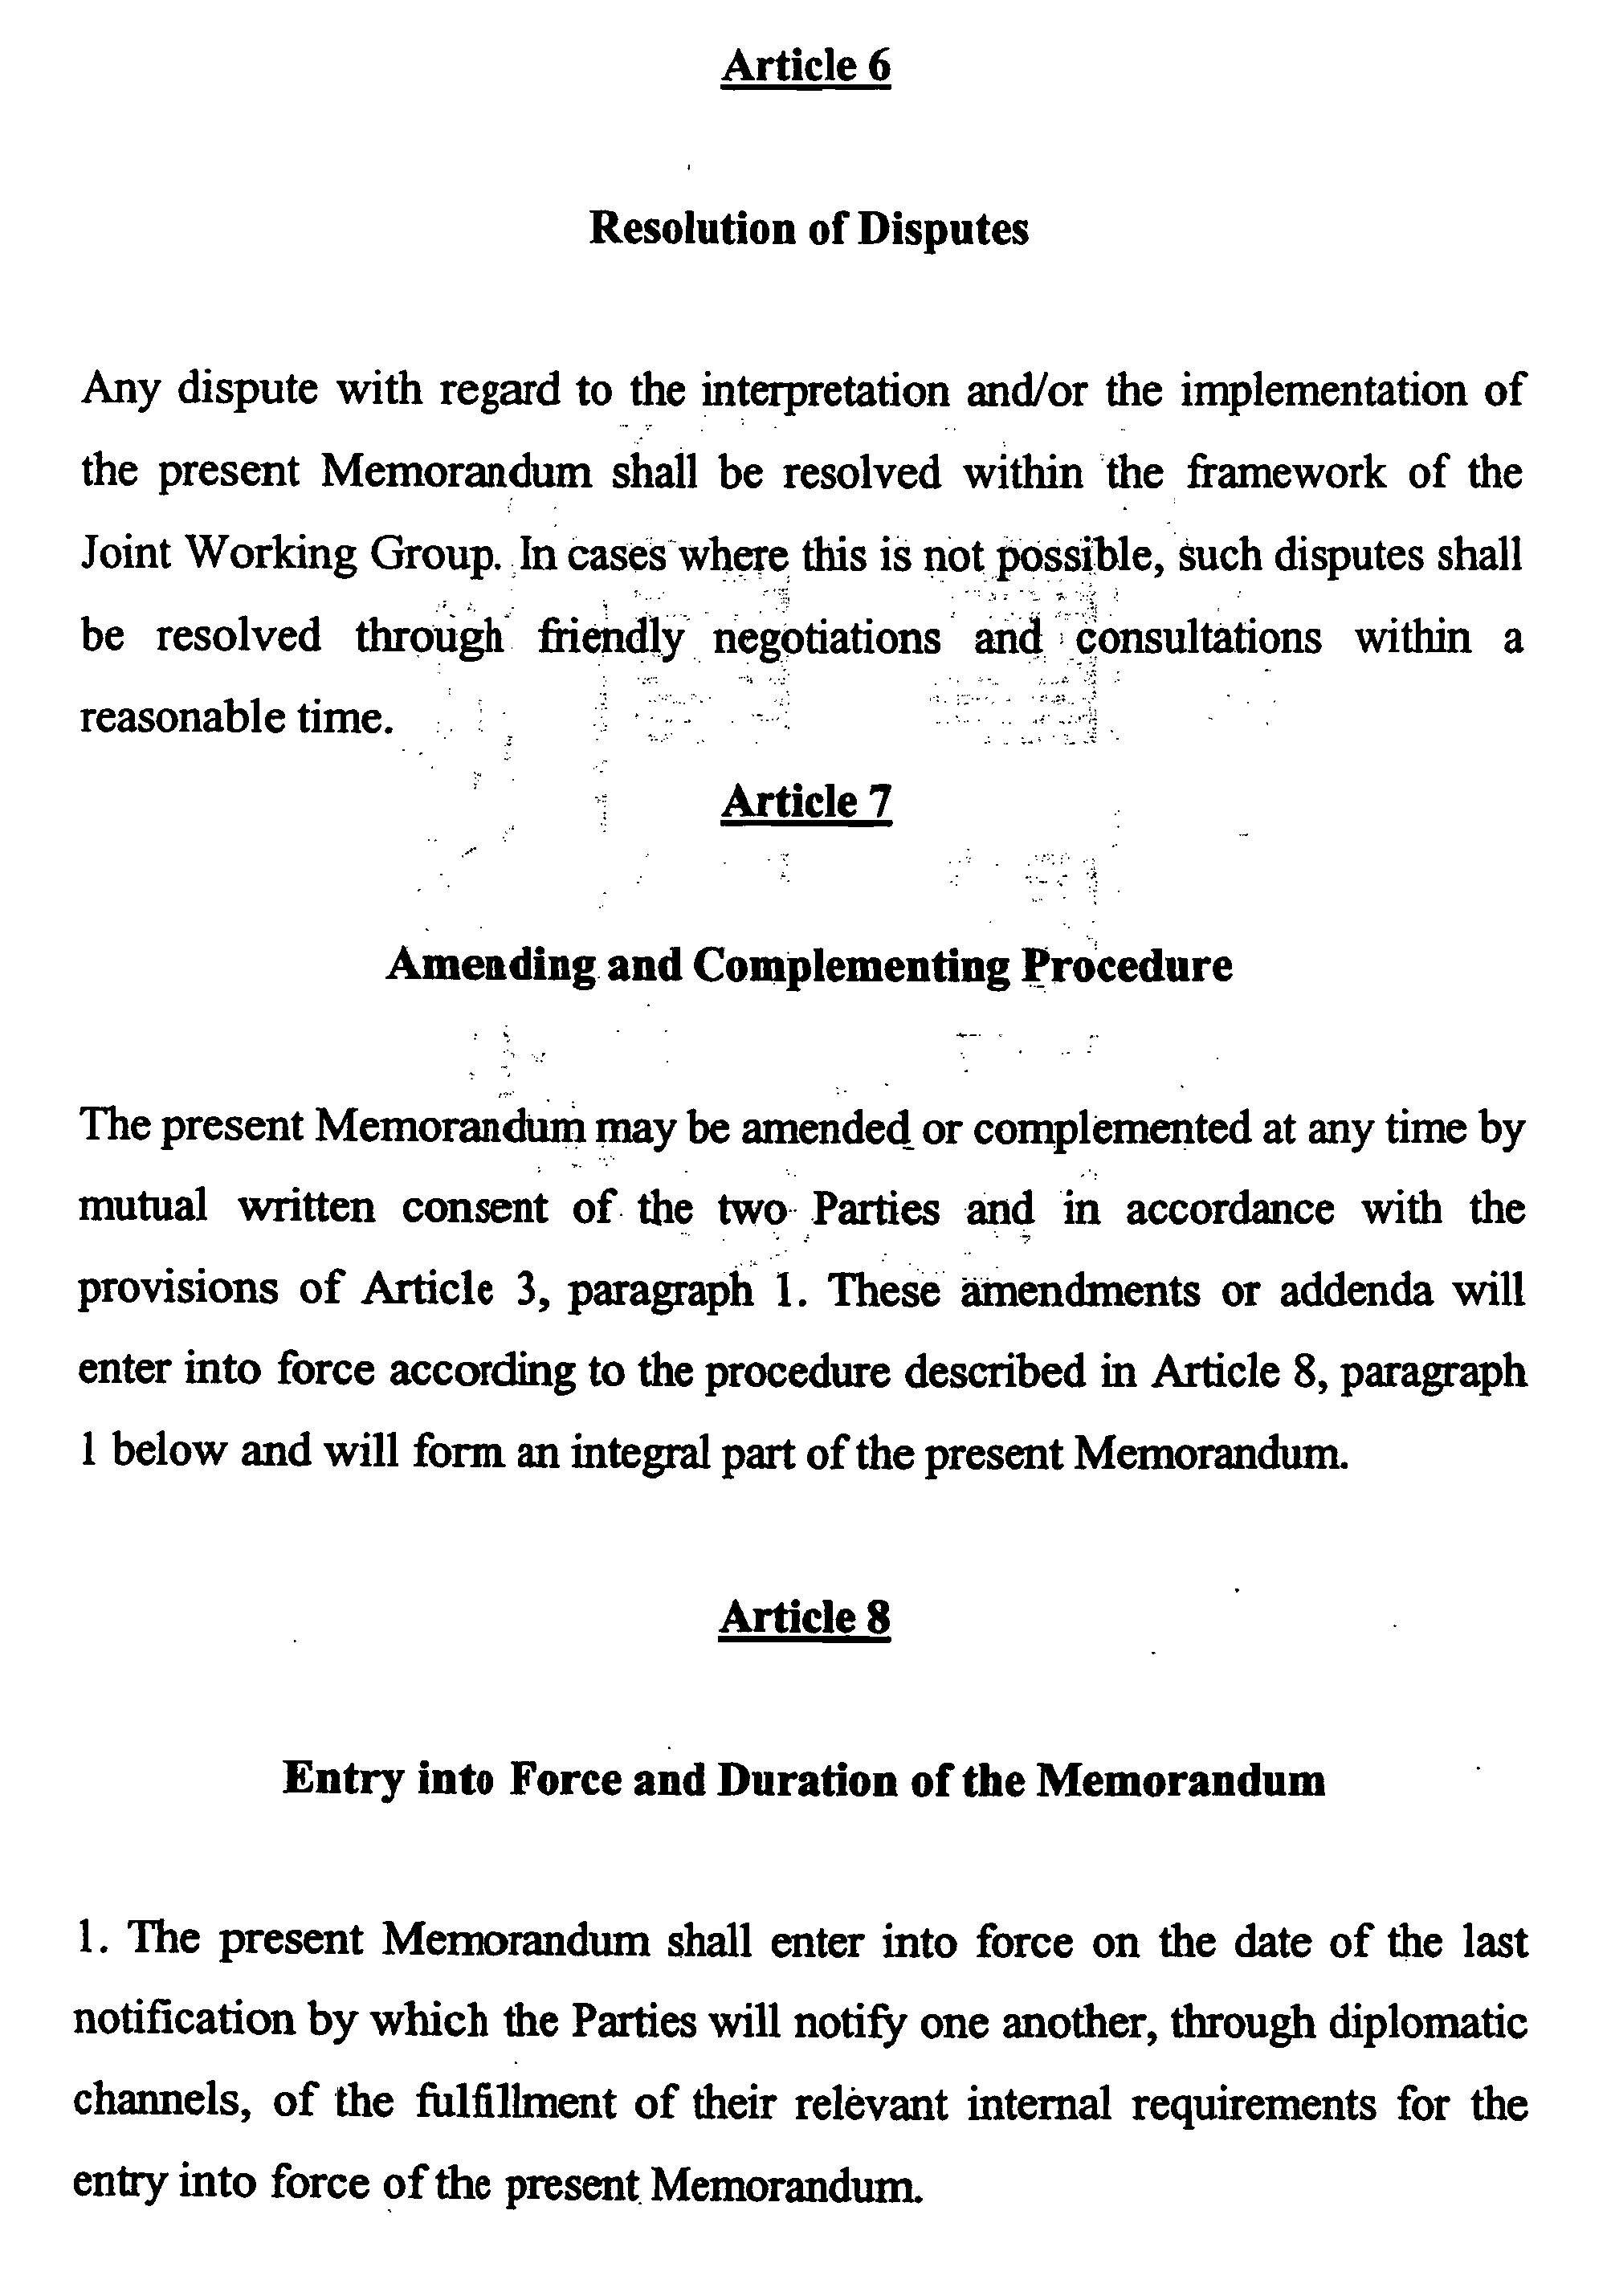 Article 6
Resolution of Disputes
Any dispute with regard to the interpretation and/or the implementation of
the present Memorandum shall be resolved within the framework of the
Joint Working Group. In cases where this is not possible, such disputes shall
be resolved through friendly negotiations and consultations within a
reasonable time.
Article 7
Amending and Complementing Procedure
The present Memorandum may be amended or complemented at any time by
mutual written consent of the two Parties and in accordance with the
provisions of Article 3, paragraph 1. These amendments or addenda will
enter into force according to the procedure described in Article 8, paragraph
1 below and will form an integral part of the present Memorandum.
Article 8
Entry into Force and Duration of the Memorandum
1. The present Memorandum shall enter into force on the date of the last
notification by which the Parties will notify one another, through diplomatic
channels, of the fulfillment of their relevant internal requirements for the
entry into force of the present Memorandum.